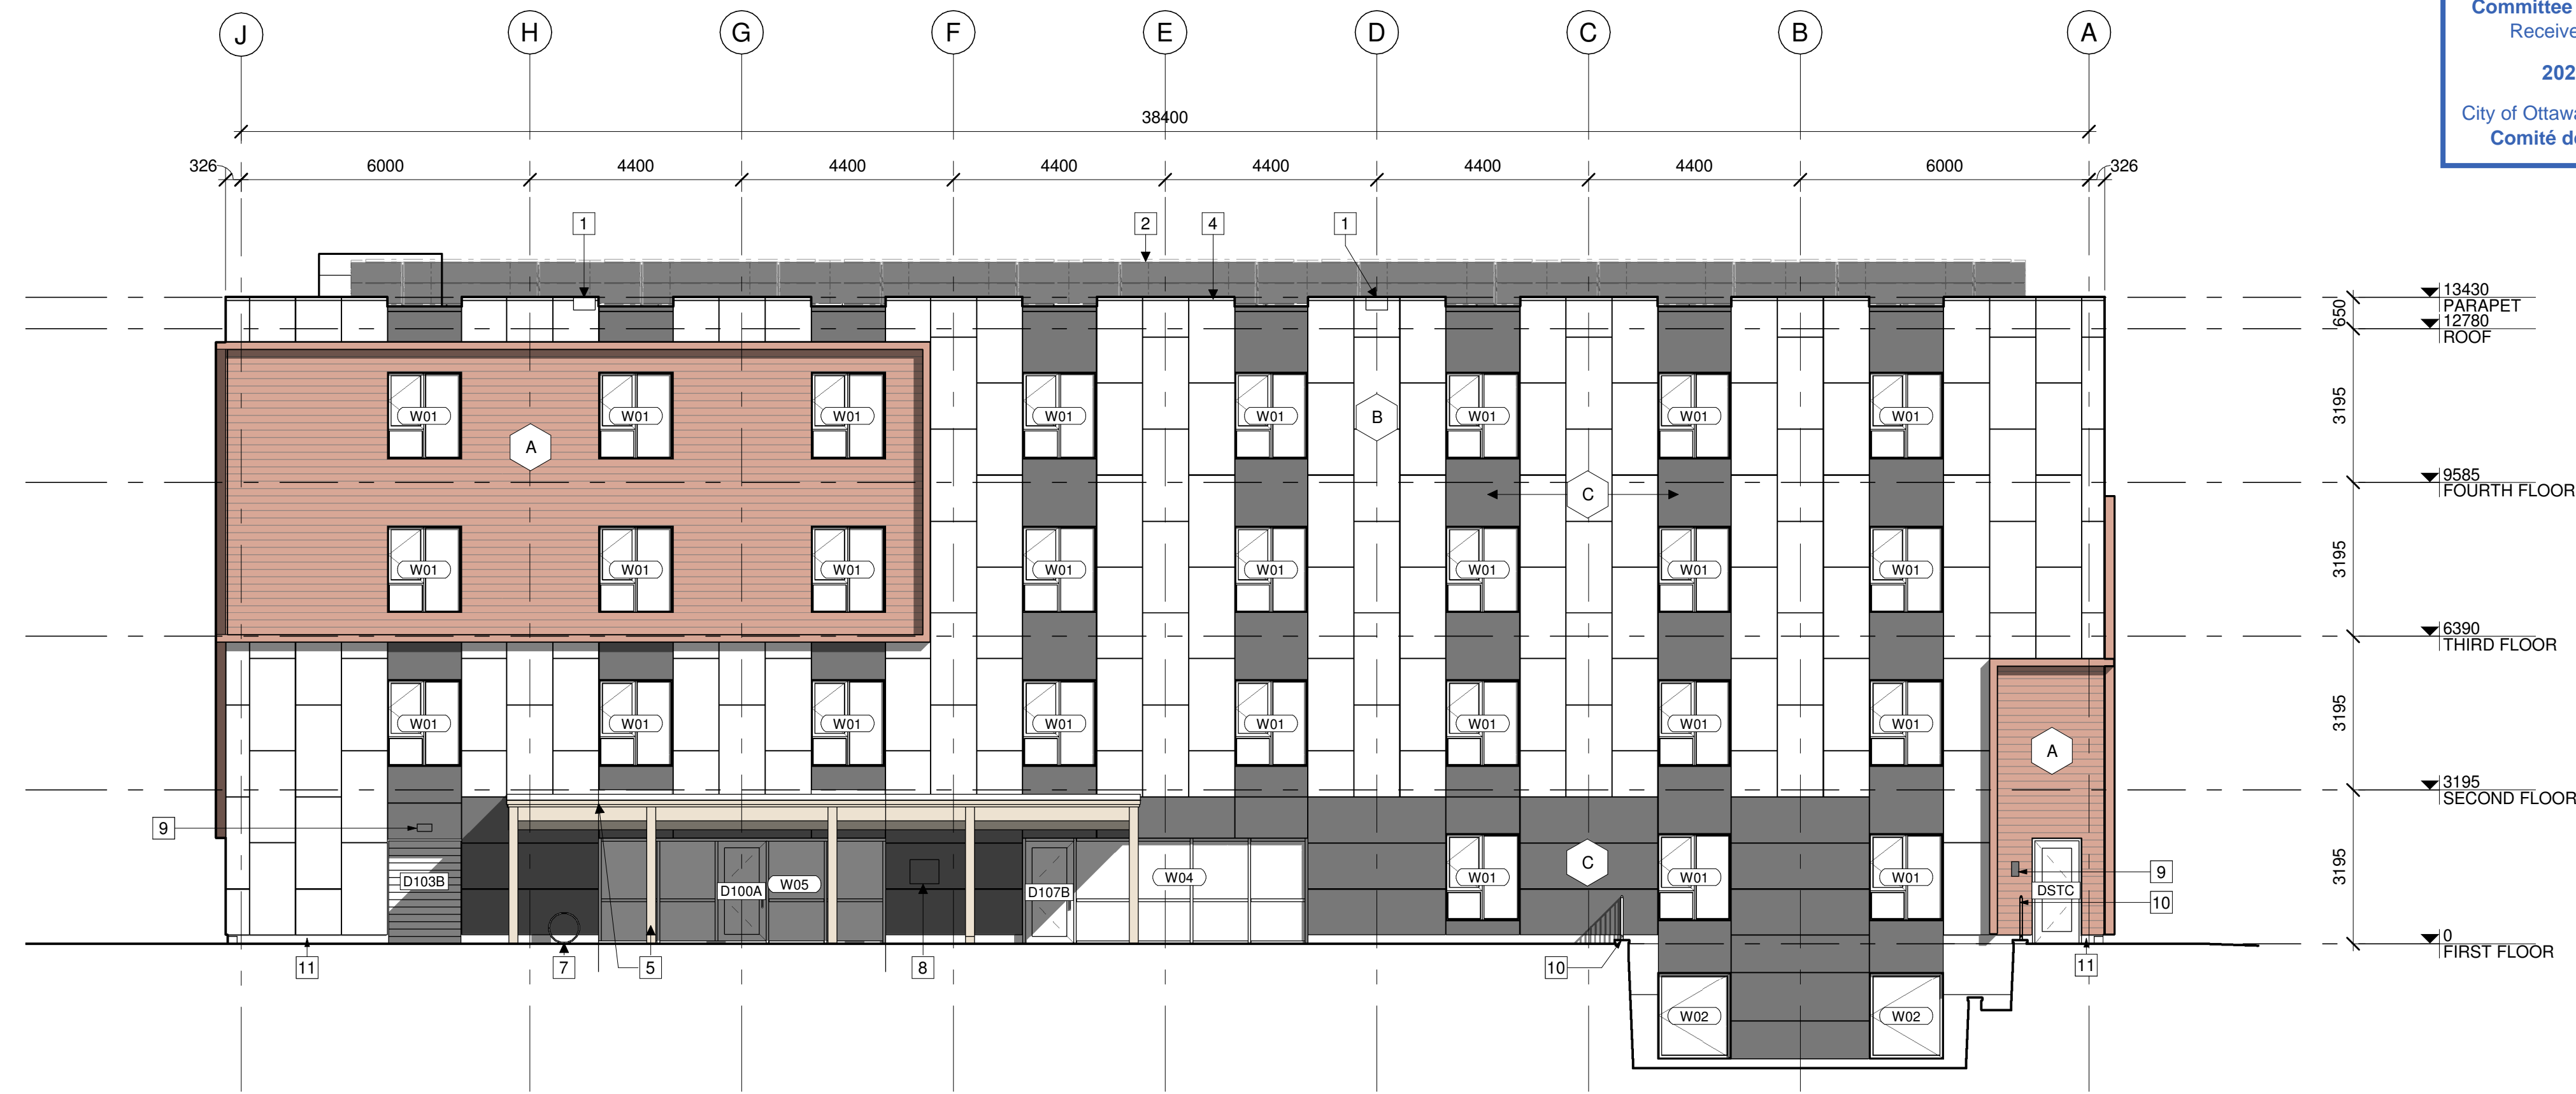 Committee
Receive
202
City of Ottawa
Comité de
J H G F E D C B A
38400
326 6000 4400 4400 4400 4400 4400 4400 6000 326
1 2 4 1
13430
PARAPET
650
12780
ROOF
W01 W01 W01 W01 W01 W01 W01 W01
A B
3195
9585
FOURTH FLOOR
C
W01 W01 W01 W01 W01 W01 W01 W01
3195
6390
THIRD FLOOR
W01 W01 W01 W01 W01 W01 W01 W01
A
3195
3195
SECOND FLOOR
9
D103B D100A W05 D107B W04 W01 C W01 W01 DSTC
9
10
3195
0
FIRST FLOOR
11 7 5 8 10 11
W02 W02